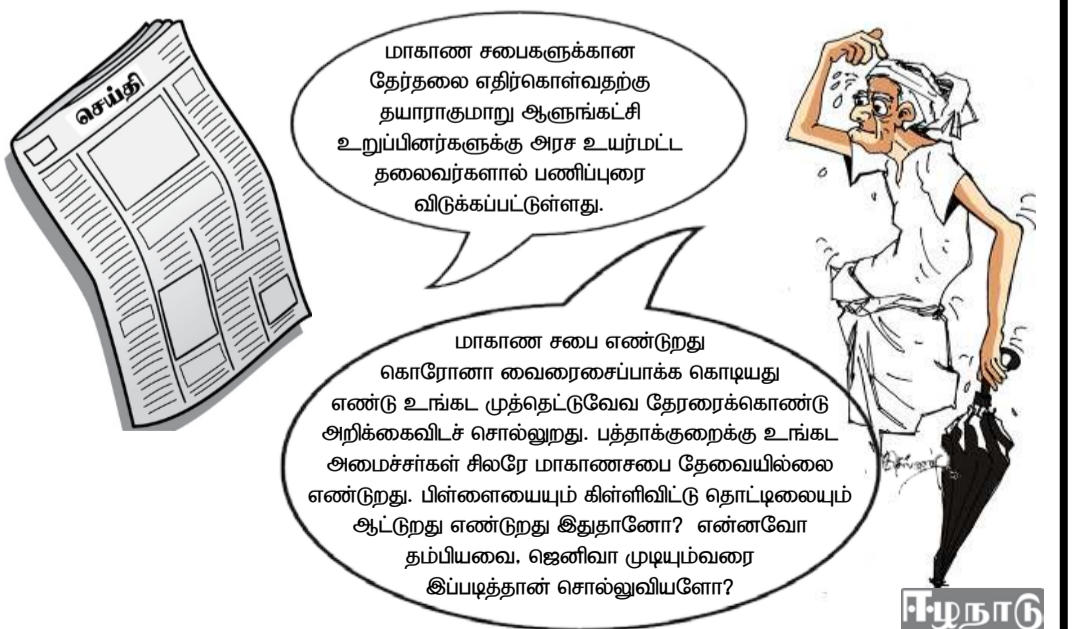 செய்தி
மாகாண சபைகளுக்கான
தேர்தலை எதிர்கொள்வதற்கு
தயாராகுமாறு ஆளுங்கட்சி
உறுப்பினர்களுக்கு அரச உயர்மட்ட
தலைவர்களால் பணிப்புரை
விடுக்கப்பட்டுள்ளது.
மாகாண சபை எண்டுறது
கொரோனா வைரைசைப்பாக்க கொடியது
எண்டு உங்கட முத்தெட்டுவேவ தேரரைக்கொண்டு
அறிக்கைவிடச் சொல்லுறது. பத்தாக்குறைக்கு உங்கட
அமைச்சர்கள் சிலரே மாகாணசபை தேவையில்லை
எண்டுறது. பிள்ளையையும் கிள்ளிவிட்டு தொட்டிலையும்
ஆட்டுறது எண்டுறது இதுதானோ? என்னவோ
தம்பியவை, ஜெனிவா முடியும்வரை
இப்படித்தான் சொல்லுவியளோ?
ஈழநாடு